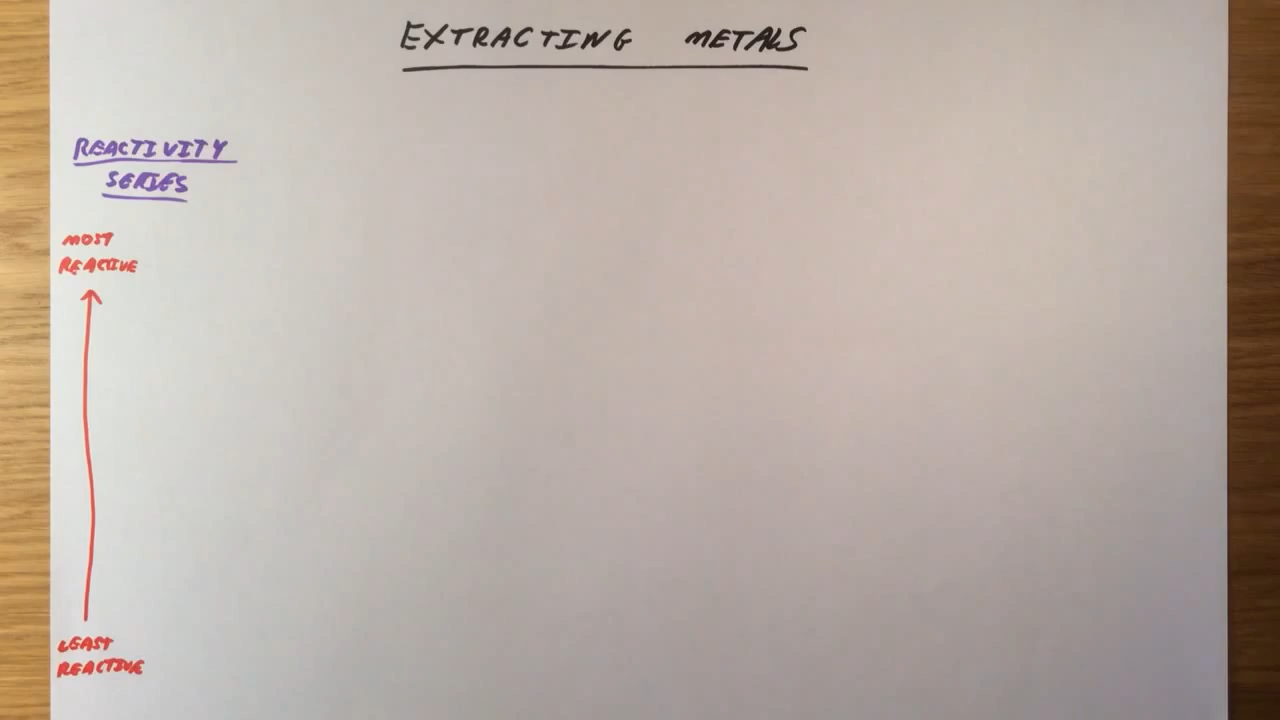 EXTRACTING METALS
REACTIVITY
SERIES
MOST
REACTIVE
LEAST
REACTIVE